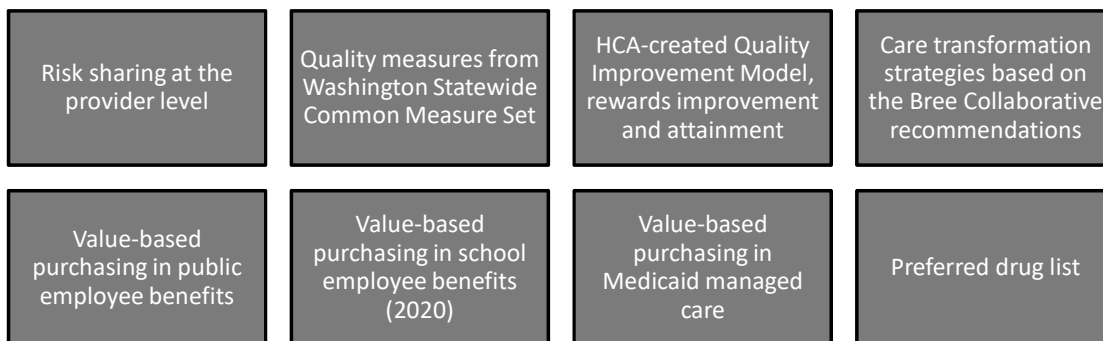 Risk sharing at the
provider level
Quality measures from
Washington Statewide
Common Measure Set
HCA-created Quality
Improvement Model,
rewards improvement
and attainment
Care transformation
strategies based on
the Bree Collaborative
recommendations
Value-based
purchasing in public
employee benefits
Value-based
purchasing in school
employee benefits
(2020)
Value-based
purchasing in
Medicaid managed
care
Preferred drug list